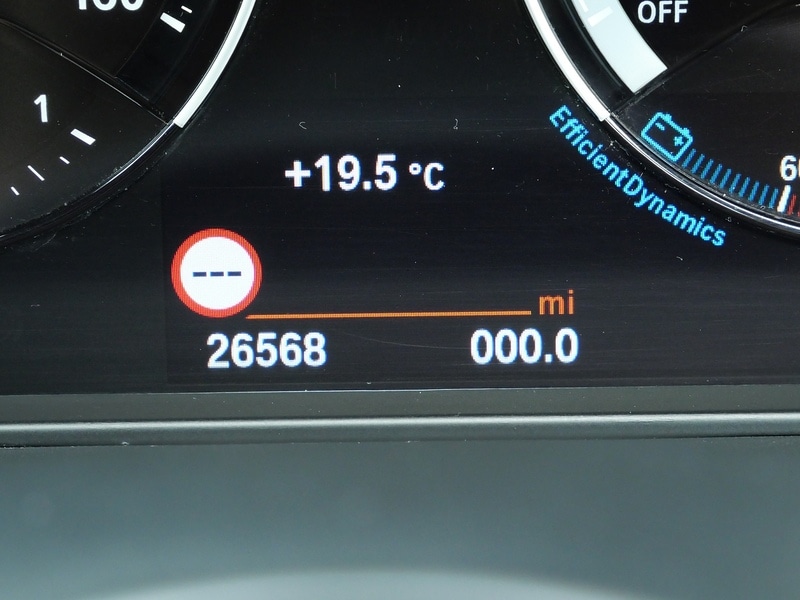 OFF
1
+19.5 °C
EfficientDynamics
---
mi
26568 000.0